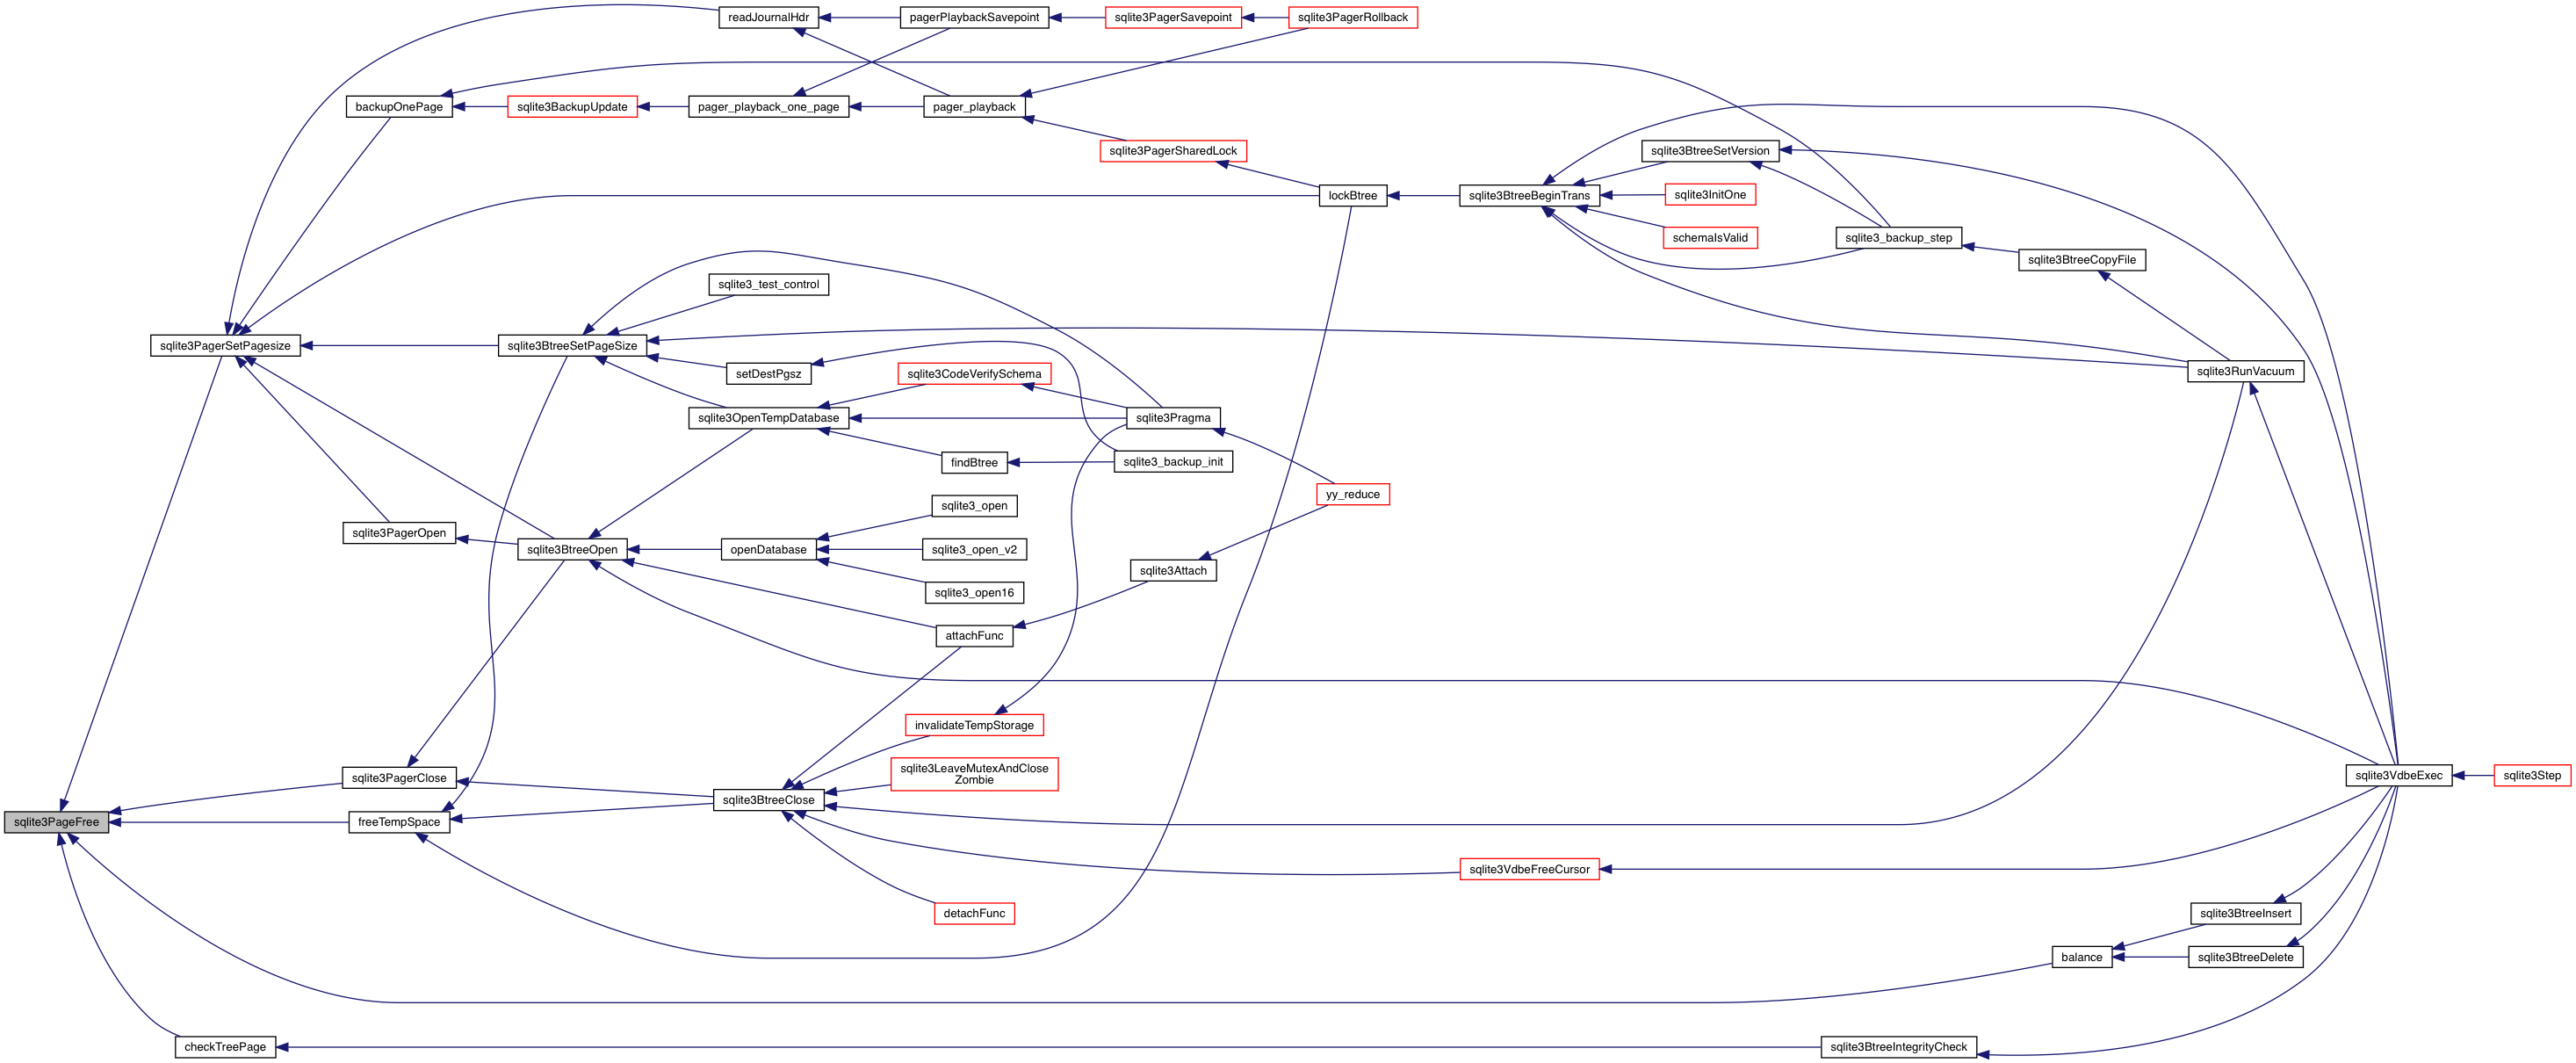 readJournalHdr
pagerPlaybackSavepoint
sqlite3PagerSavepoint
sqlite3PagerRollback
backupOnePage
sqlite3BackupUpdate
pager_playback_one_page
pager_playback
sqlite3PagerSharedLock
sqlite3BtreeSetVersion
lockBtree
sqlite3BtreeBeginTrans
sqlite3InitOne
schemaIsValid
sqlite3_backup_step
sqlite3BtreeCopyFile
sqlite3_test_control
sqlite3PagerSetPagesize
sqlite3BtreeSetPageSize
setDestPgsz
sqlite3CodeVerifySchema
sqlite3RunVacuum
sqlite3OpenTempDatabase
sqlite3Pragma
findBtree
sqlite3_backup_init
yy_reduce
sqlite3_open
sqlite3PagerOpen
sqlite3BtreeOpen
openDatabase
sqlite3_open_v2
sqlite3Attach
sqlite3_open16
attachFunc
invalidateTempStorage
sqlite3PagerClose
sqlite3LeaveMutexAndClose
Zombie
sqlite3VdbeExec
sqlite3Step
sqlite3BtreeClose
sqlite3PageFree
freeTempSpace
sqlite3VdbeFreeCursor
detachFunc
sqlite3BtreeInsert
balance
sqlite3BtreeDelete
checkTreePage
sqlite3BtreeIntegrityCheck